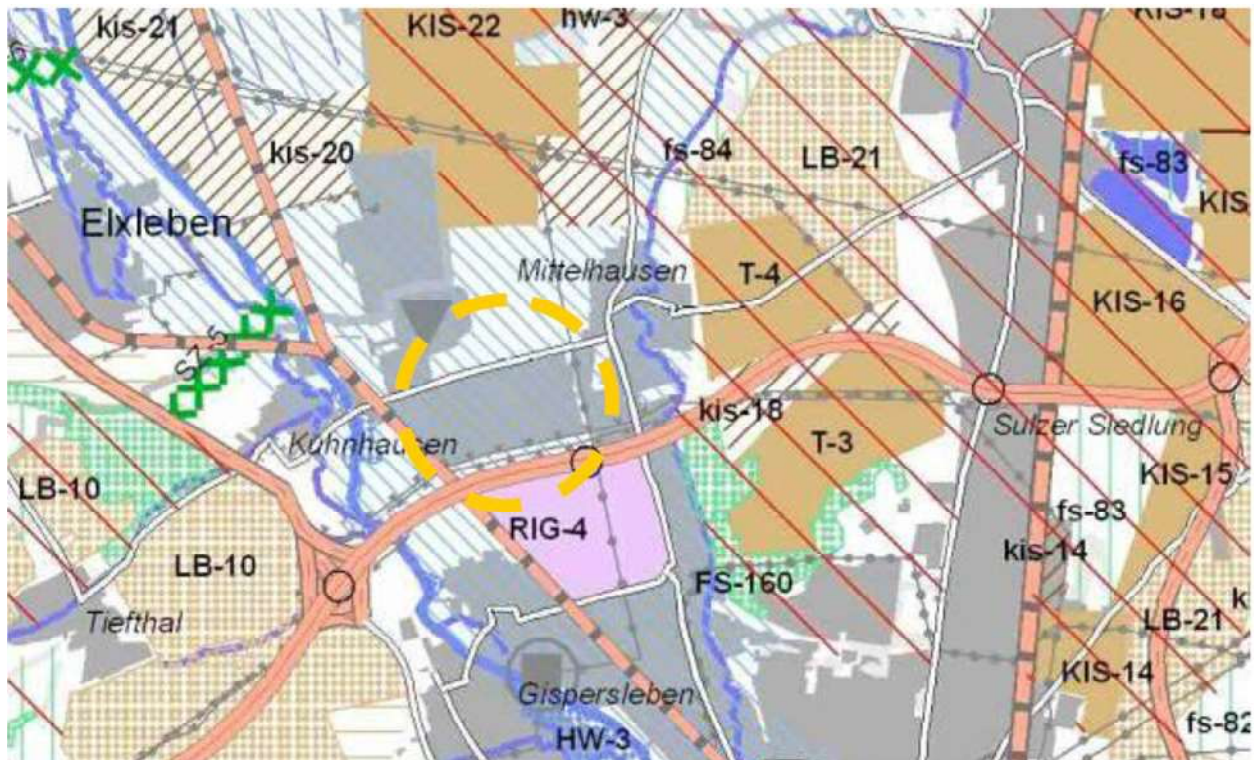 kis-21
KIS-22
hw-3
KIS-18
kis-20
fs-84
LB-21
fs-83
KIS
Elxleben
Mittelhausen
T-4
KIS-16
Kühnhausen
kis-18
T-3
Sulzer Siedlung
KIS-15
LB-10
RIG-4
fs-83
kis-14
LB-10
FS-160
Tiefthal
LB-21
KIS-14
Gispersleben
HW-3
fs-82